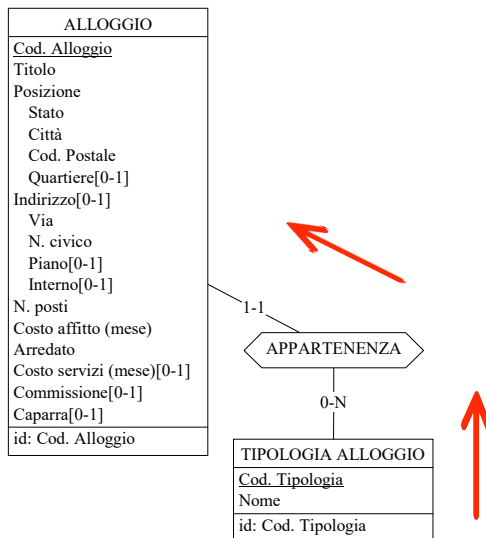 ALLOGGIO
Cod. Alloggio
Titolo
Posizione
Stato
Città
Cod. Postale
Quartiere[0-1]
Indirizzo[0-1]
Via
N. civico
Piano[0-1]
Interno[0-1]
N. posti
Costo affitto (mese)
Arredato
Costo servizi (mese)[0-1]
Commissione[0-1]
Caparra[0-1]
id: Cod. Alloggio
1-1
APPARTENENZA
0-N
TIPOLOGIA ALLOGGIO
Cod. Tipologia
Nome
id: Cod. Tipologia